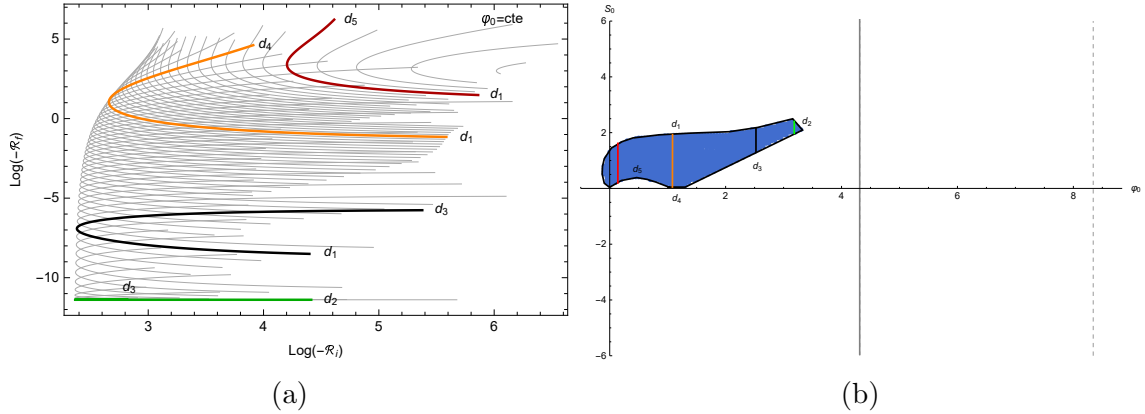 (a)
φ₀=cte
d₅
d₄
5
d₁
0
Log(-ℛ_f)
d₁
-5
d₃
d₁
-10
d₃
d₂
3
4
5
6
Log(-ℛᵢ)
S₀
6
4
2
d₁
d₂
d₃
d₅
d₄
2
4
6
8
φ₀
-2
-4
-6
(a)
(b)